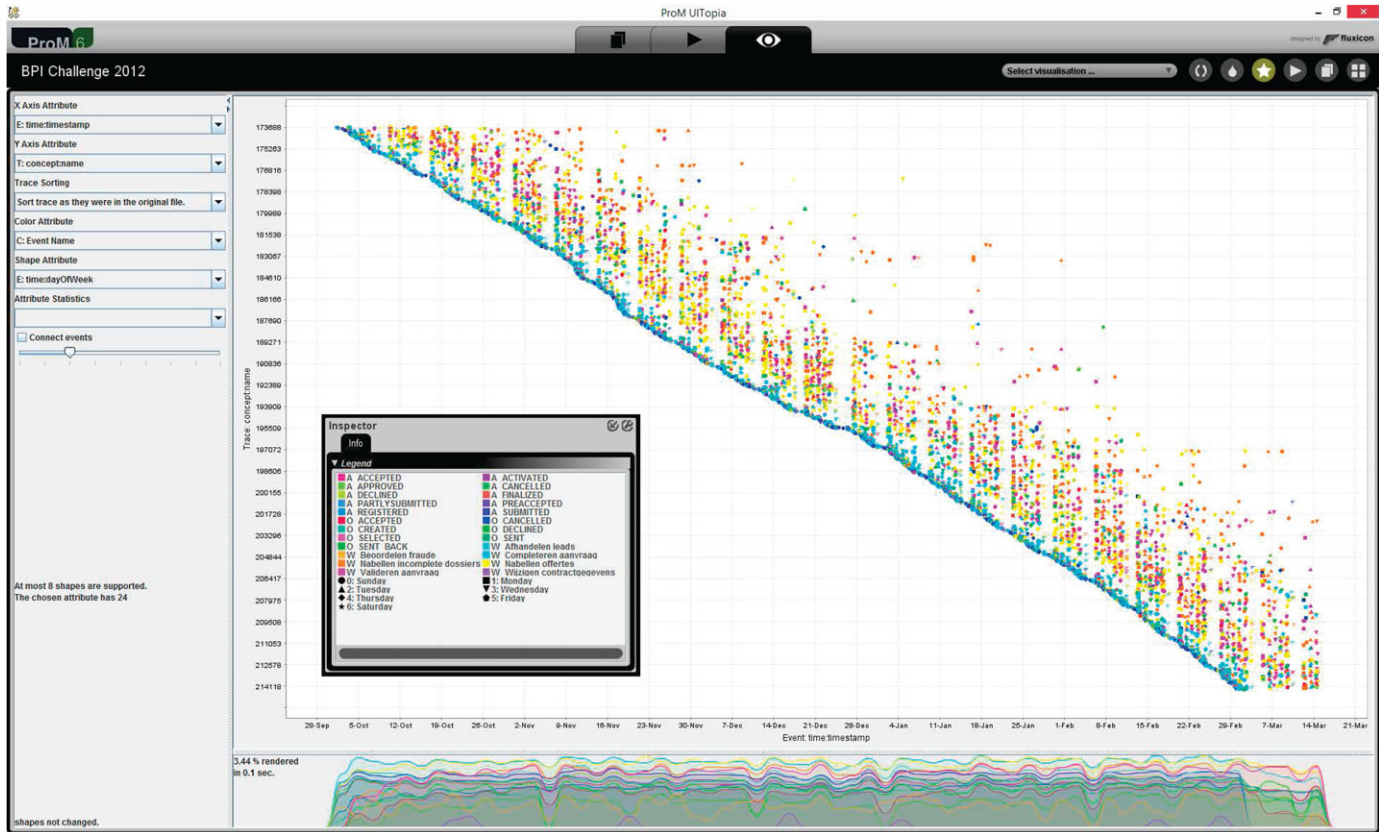 ProM UITopia
ProM 6
designed by fluxicon
BPI Challenge 2012
Select visualisation ...
X Axis Attribute
E: time:timestamp
Y Axis Attribute
T: concept:name
Trace Sorting
Sort trace as they were in the original file.
Color Attribute
C: Event Name
Shape Attribute
E: time:dayOfWeek
Attribute Statistics
Connect events
At most 8 shapes are supported.
The chosen attribute has 24
shapes not changed.
Trace: concept:name
173688
175263
176816
178398
179989
181538
183087
184610
186166
187690
189271
190836
192389
193909
195509
197072
198606
200165
201728
203296
204844
206417
207975
209508
211053
212578
214118
Inspector
Info
Legend
A ACCEPTED A ACTIVATED
A APPROVED A CANCELLED
A DECLINED A FINALIZED
A PARTLYSUBMITTED A PREACCEPTED
A REGISTERED A SUBMITTED
O ACCEPTED O CANCELLED
O CREATED O DECLINED
O SELECTED O SENT
O SENT BACK W Afhandelen leads
W Beoordelen fraude W Completeren aanvraag
W Nabellen incomplete dossiers W Nabellen offertes
W Valideren aanvraag W Wijzigen contractgegevens
0: Sunday 1: Monday
2: Tuesday 3: Wednesday
4: Thursday 5: Friday
6: Saturday
28-Sep 5-Oct 12-Oct 19-Oct 26-Oct 2-Nov 9-Nov 16-Nov 23-Nov 30-Nov 7-Dec 14-Dec 21-Dec 28-Dec 4-Jan 11-Jan 18-Jan 25-Jan 1-Feb 8-Feb 15-Feb 22-Feb 29-Feb 7-Mar 14-Mar 21-Mar
Event: time:timestamp
3.44 % rendered
in 0.1 sec.